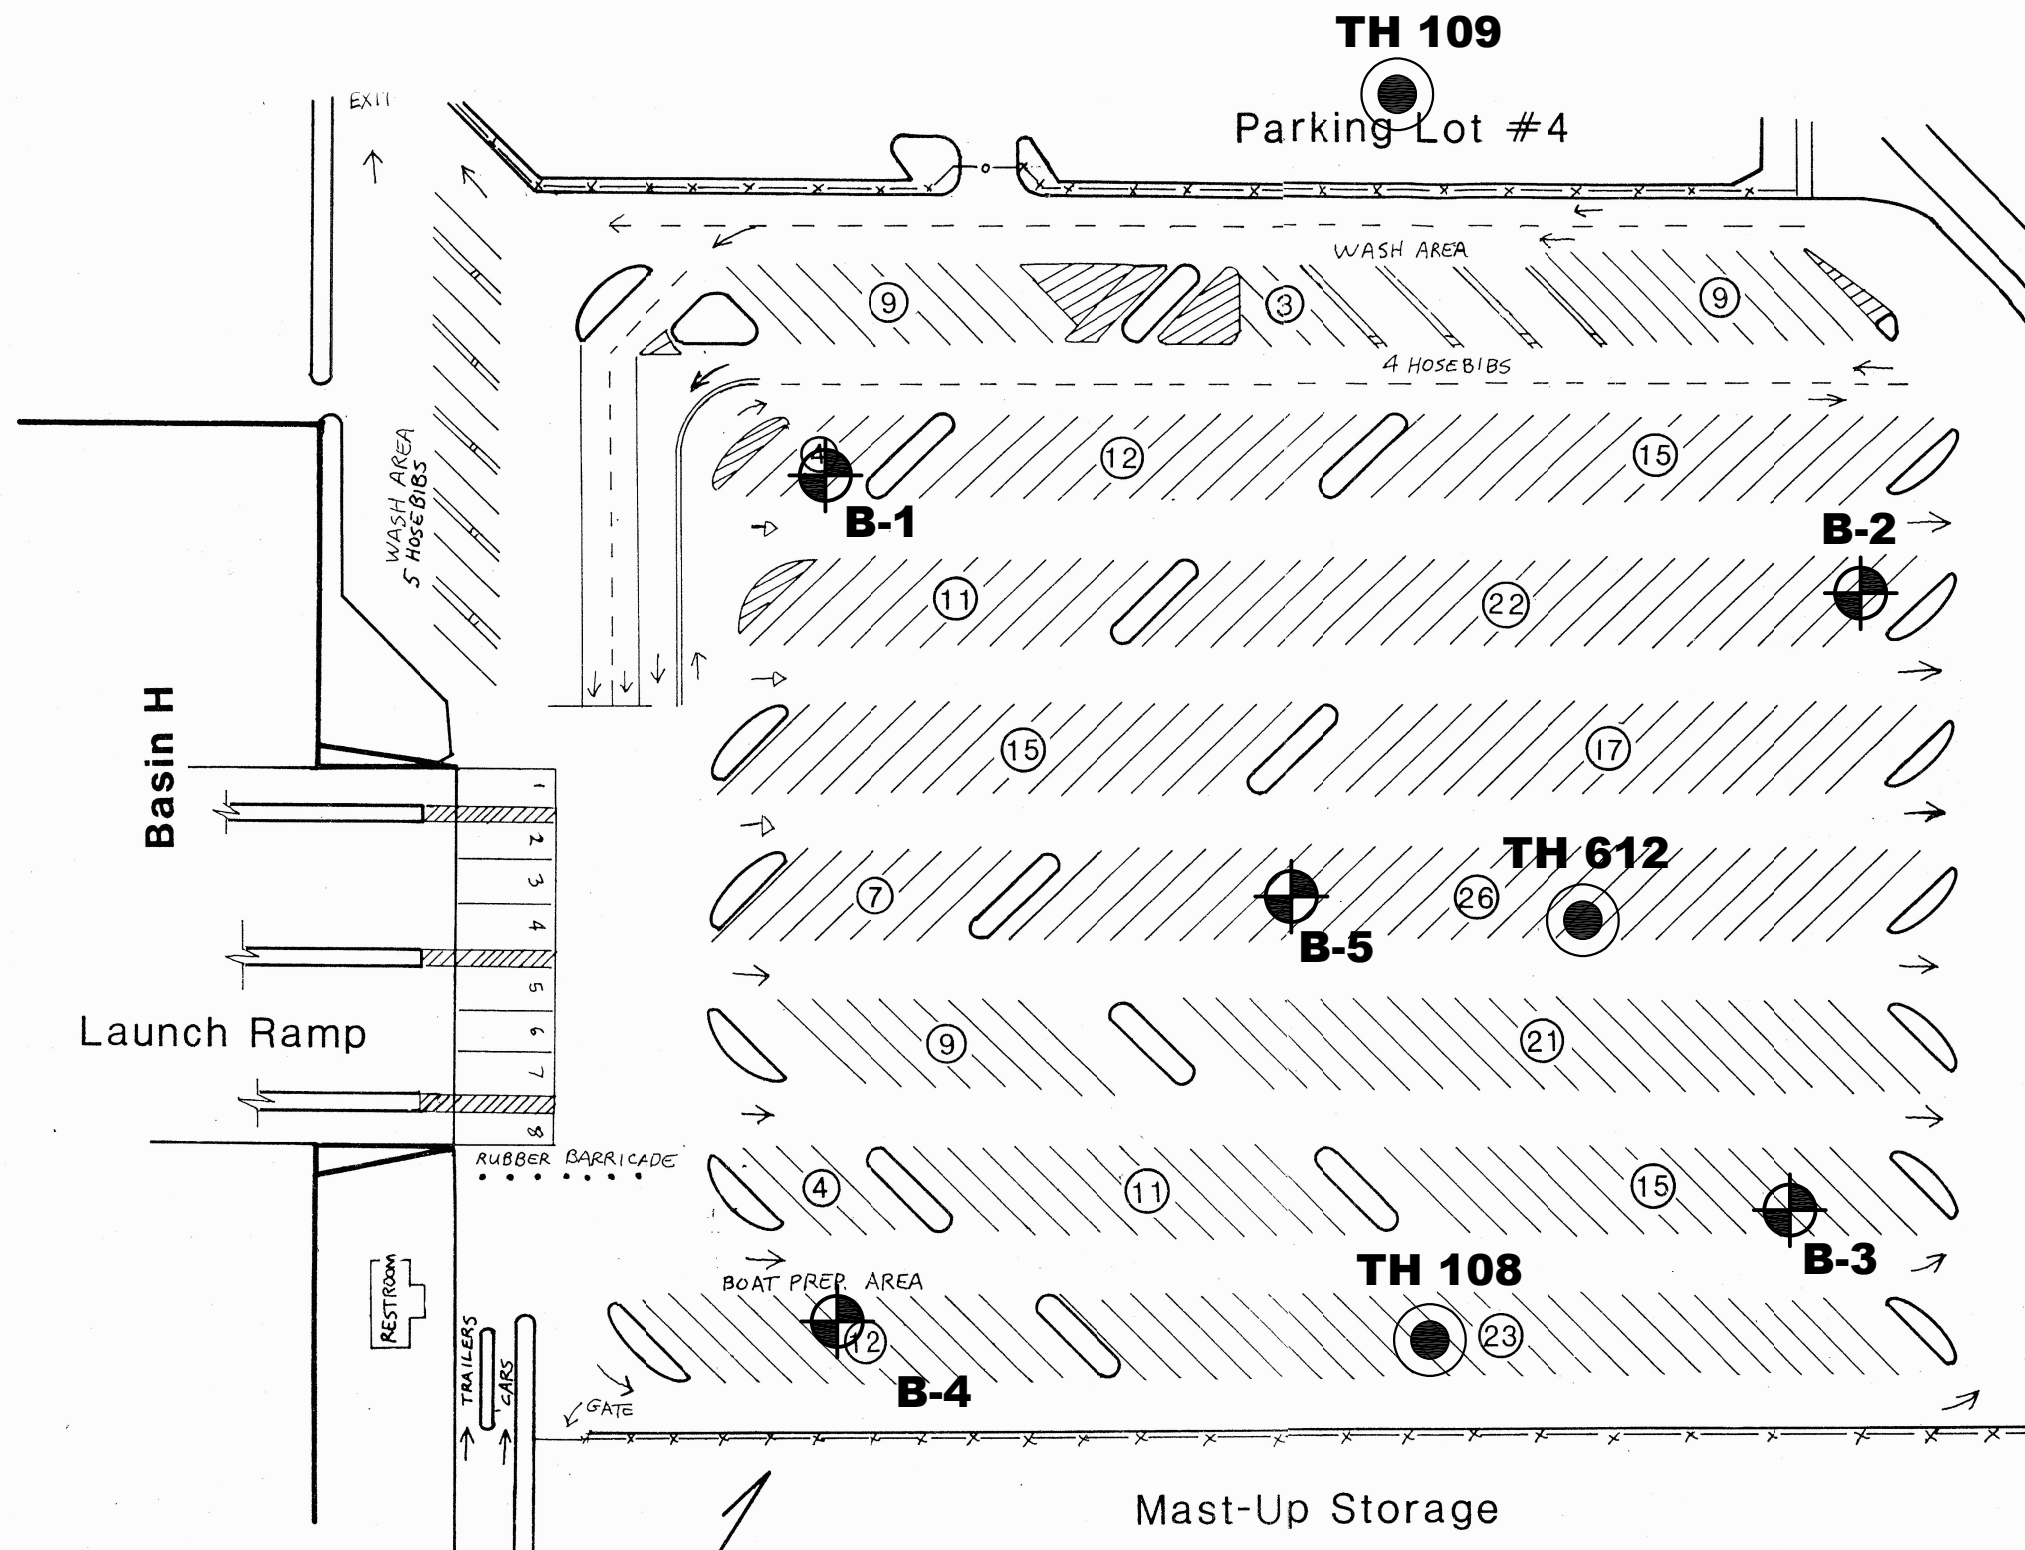 TH 109
Parking Lot #4
EXIT
WASH AREA
9
3
9
4 HOSEBIBS
4
12
15
B-1
B-2
WASH AREA
5 HOSEBIBS
11
22
15
17
Basin H
1
2
3
4
5
6
7
8
TH 612
7
26
B-5
Launch Ramp
9
21
RUBBER BARRICADE
4
11
15
B-3
BOAT PREP. AREA
TH 108
12
23
B-4
RESTROOM
TRAILERS
CARS
GATE
Mast-Up Storage